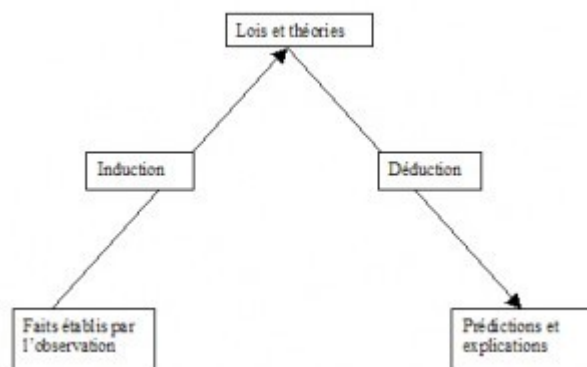 Lois et théories
Induction
Déduction
Faits établis par
l'observation
Prédictions et
explications